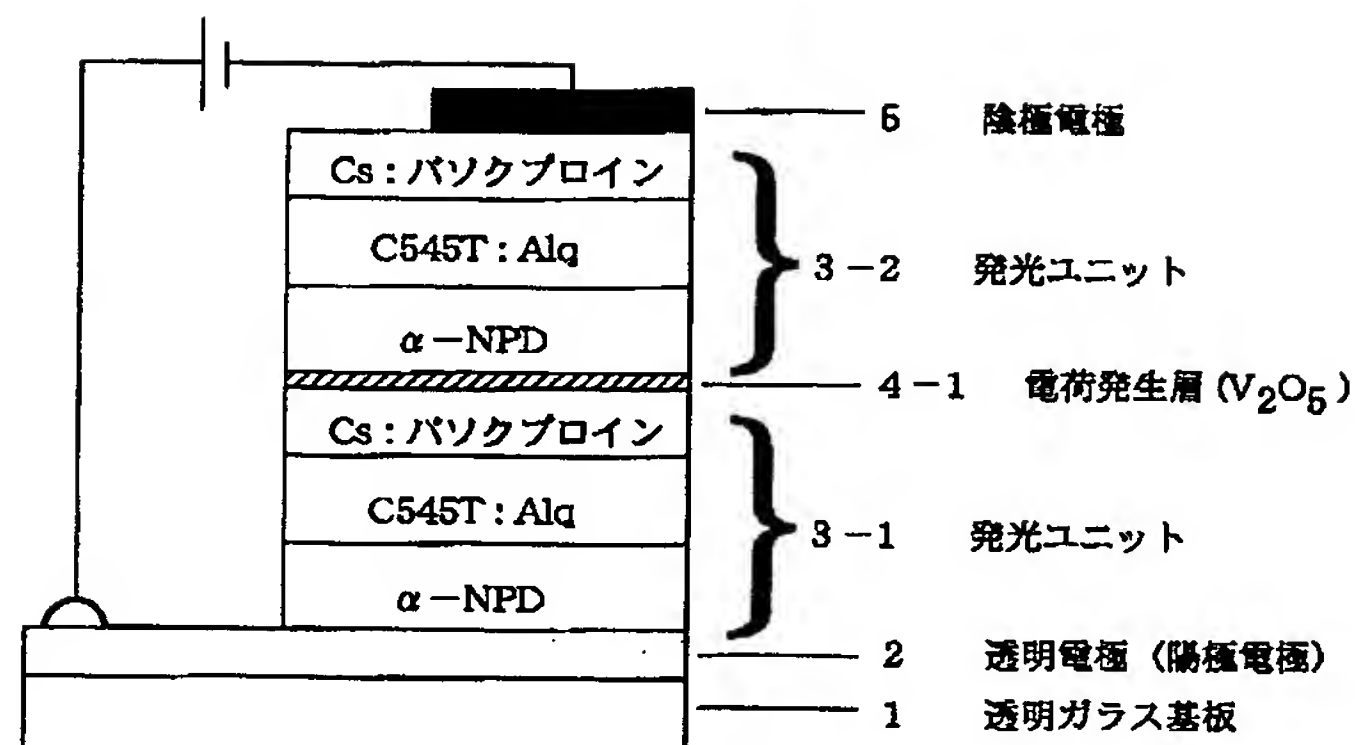 5 陰極電極
Cs:バソクプロイン
C545T:Alq
3-2 発光ユニット
α-NPD
4-1 電荷発生層 (V2O5)
Cs:バソクプロイン
C545T:Alq
3-1 発光ユニット
α-NPD
2 透明電極 (陽極電極)
1 透明ガラス基板